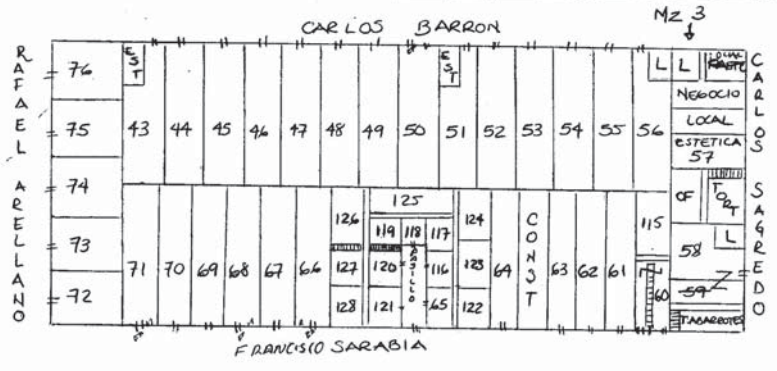 MZ 3
CARLOS BARRON
RAFAEL ARELLANO
CARLOS SAGREDO
76
EST
EST
L
L
LOCAL
NEGOCIO
LOCAL
ESTETICA
57
75
43
44
45
46
47
48
49
50
51
52
53
54
55
56
74
OF
TORT
125
126
119
118
117
124
CONST
115
L
58
73
71
70
69
68
67
66
127
120
PASILLO
116
123
64
63
62
61
60
59
72
128
121
65
122
TABARROTES
FRANCISCO SARABIA